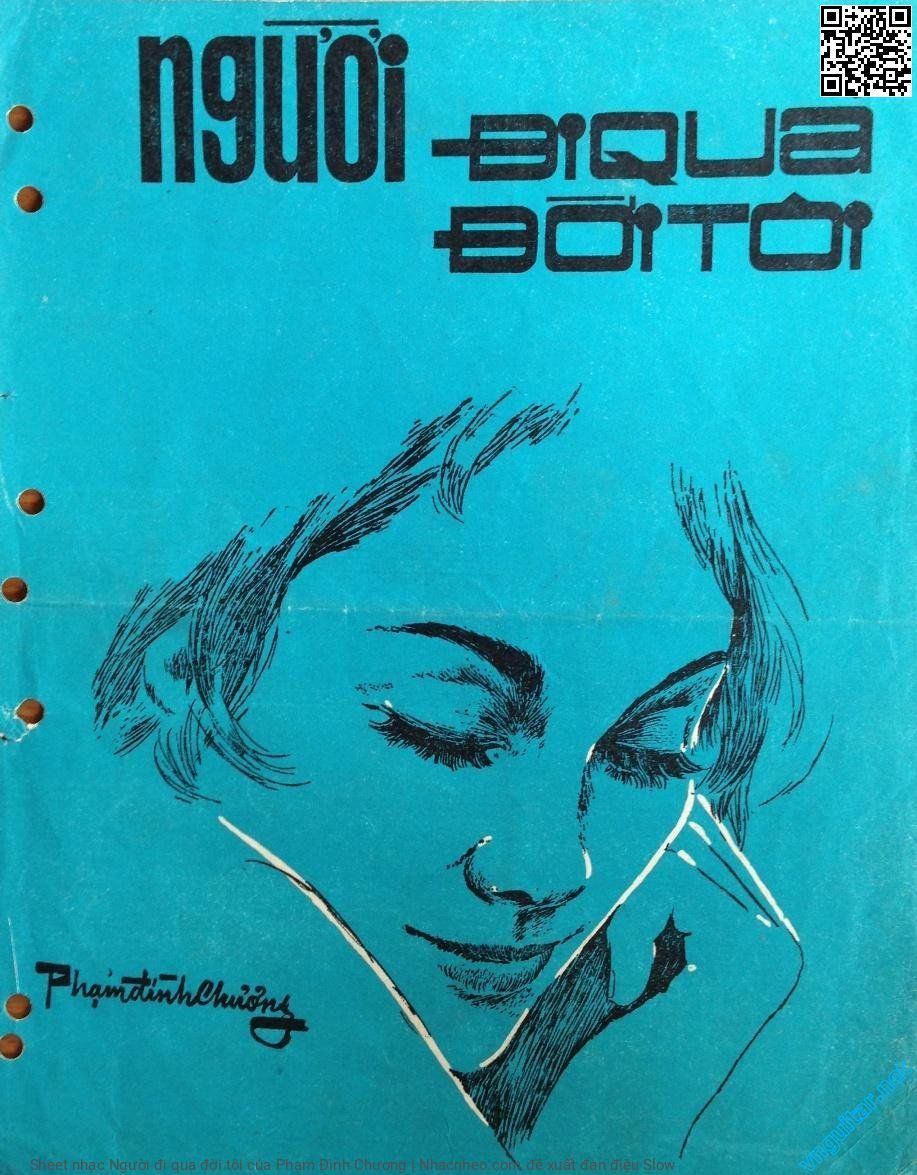 người
ĐI QUA
ĐỜI TÔI
Phạm đình Chương
Sheet nhạc Người đi qua đời tôi của Phạm Đình Chương | Nhacnheo.com đề xuất đàn điệu Slow